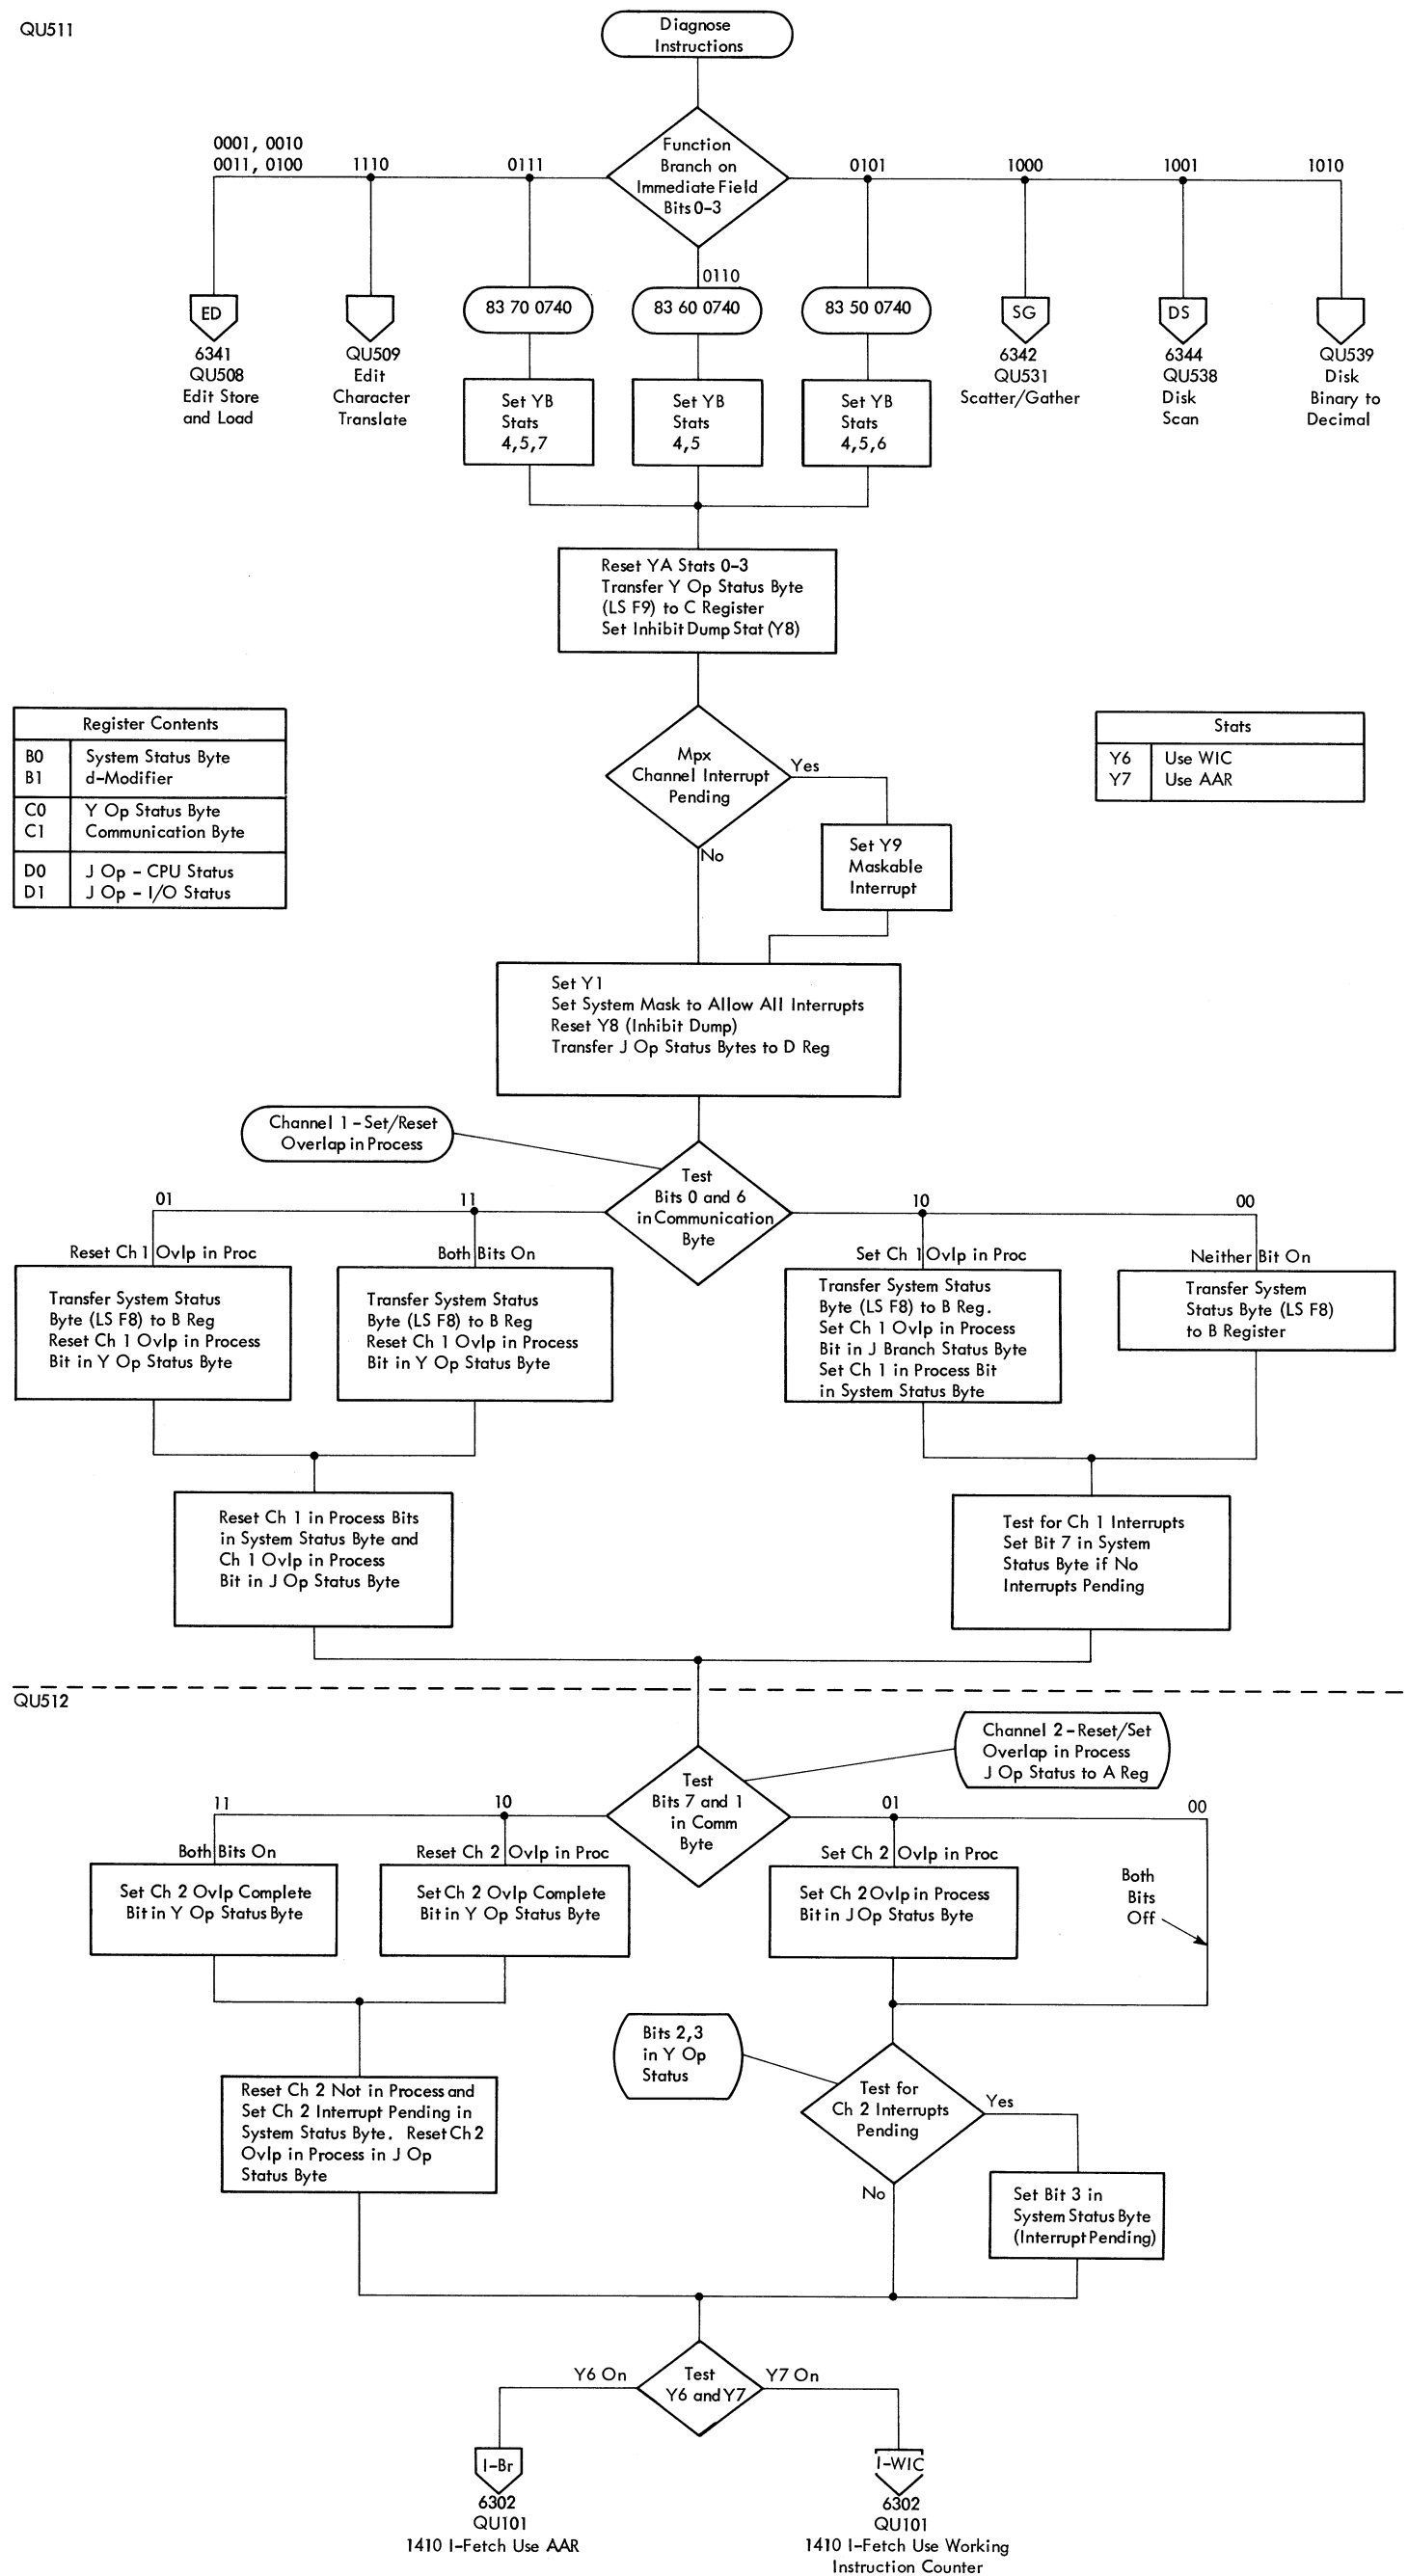 QU511
Diagnose
Instructions
Function
Branch on
Immediate Field
Bits 0-3
0001, 0010
0011, 0100
1110
0111
0101
1000
1001
1010
0110
ED
6341
QU508
Edit Store
and Load
QU509
Edit
Character
Translate
83 70 0740
83 60 0740
83 50 0740
SG
6342
QU531
Scatter/Gather
DS
6344
QU538
Disk
Scan
QU539
Disk
Binary to
Decimal
Set YB
Stats
4,5,7
Set YB
Stats
4,5
Set YB
Stats
4,5,6
Reset YA Stats 0-3
Transfer Y Op Status Byte
(LS F9) to C Register
Set Inhibit Dump Stat (Y8)
Register Contents
B0 System Status Byte
B1 d-Modifier
C0 Y Op Status Byte
C1 Communication Byte
D0 J Op - CPU Status
D1 J Op - I/O Status
Mpx
Channel Interrupt
Pending
Yes
No
Set Y9
Maskable
Interrupt
Stats
Y6 Use WIC
Y7 Use AAR
Set Y1
Set System Mask to Allow All Interrupts
Reset Y8 (Inhibit Dump)
Transfer J Op Status Bytes to D Reg
Channel 1 - Set/Reset
Overlap in Process
Test
Bits 0 and 6
in Communication
Byte
01
11
10
00
Reset Ch 1 Ovlp in Proc
Both Bits On
Set Ch 1 Ovlp in Proc
Neither Bit On
Transfer System Status
Byte (LS F8) to B Reg
Reset Ch 1 Ovlp in Process
Bit in Y Op Status Byte
Transfer System Status
Byte (LS F8) to B Reg
Reset Ch 1 Ovlp in Process
Bit in Y Op Status Byte
Transfer System Status
Byte (LS F8) to B Reg.
Set Ch 1 Ovlp in Process
Bit in J Branch Status Byte
Set Ch 1 in Process Bit
in System Status Byte
Transfer System
Status Byte (LS F8)
to B Register
Reset Ch 1 in Process Bits
in System Status Byte and
Ch 1 Ovlp in Process
Bit in J Op Status Byte
Test for Ch 1 Interrupts
Set Bit 7 in System
Status Byte if No
Interrupts Pending
QU512
Channel 2 - Reset/Set
Overlap in Process
J Op Status to A Reg
Test
Bits 7 and 1
in Comm
Byte
11
10
01
00
Both Bits On
Reset Ch 2 Ovlp in Proc
Set Ch 2 Ovlp in Proc
Both
Bits
Off
Set Ch 2 Ovlp Complete
Bit in Y Op Status Byte
Set Ch 2 Ovlp Complete
Bit in Y Op Status Byte
Set Ch 2 Ovlp in Process
Bit in J Op Status Byte
Bits 2,3
in Y Op
Status
Test for
Ch 2 Interrupts
Pending
Yes
No
Reset Ch 2 Not in Process and
Set Ch 2 Interrupt Pending in
System Status Byte. Reset Ch 2
Ovlp in Process in J Op
Status Byte
Set Bit 3 in
System Status Byte
(Interrupt Pending)
Y6 On
Test
Y6 and Y7
Y7 On
I-Br
6302
QU101
1410 I-Fetch Use AAR
I-WIC
6302
QU101
1410 I-Fetch Use Working
Instruction Counter